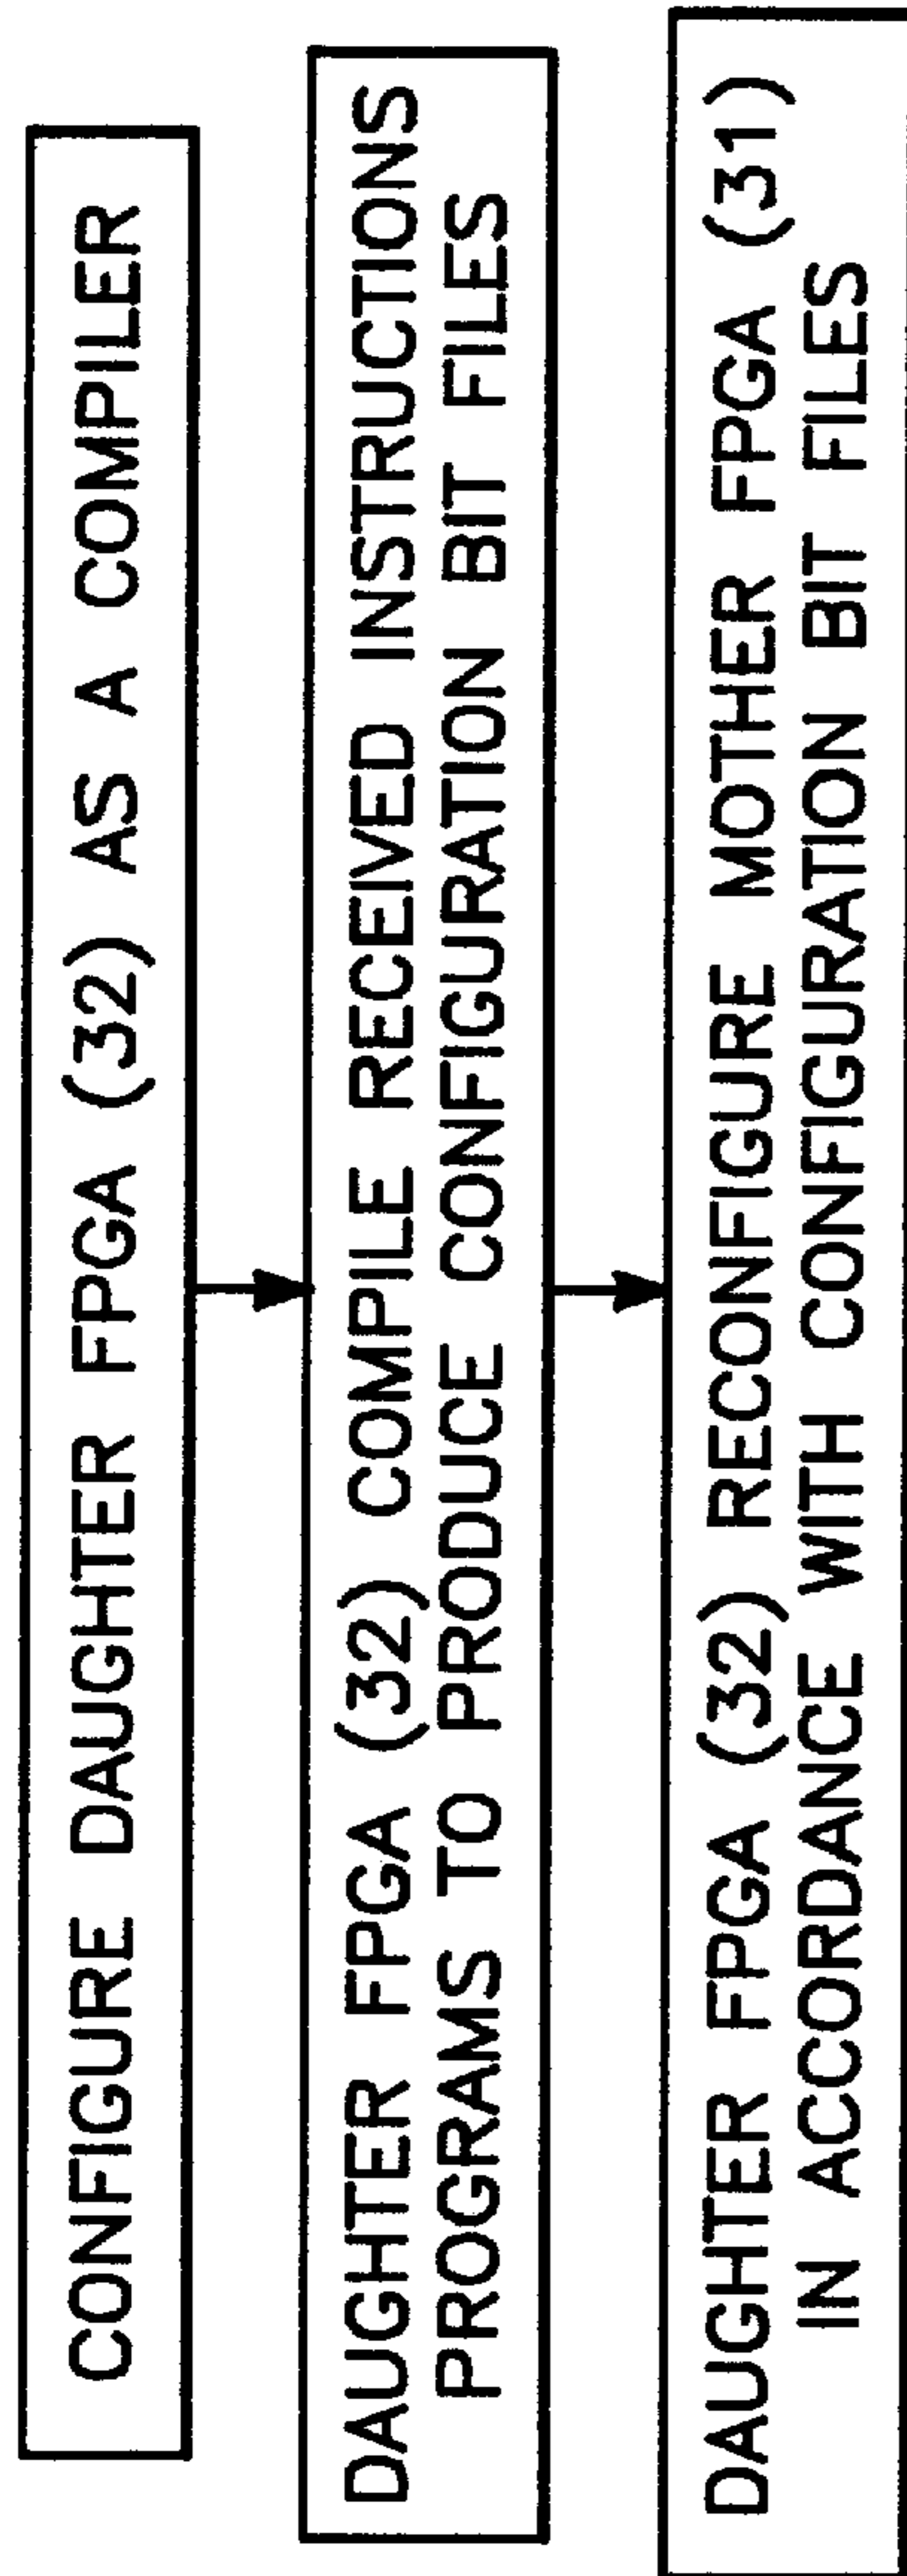 CONFIGURE DAUGHTER FPGA (32) AS A COMPILER
DAUGHTER FPGA (32) COMPILE RECEIVED INSTRUCTIONS
PROGRAMS TO PRODUCE CONFIGURATION BIT FILES
DAUGHTER FPGA (32) RECONFIGURE MOTHER FPGA (31)
IN ACCORDANCE WITH CONFIGURATION BIT FILES